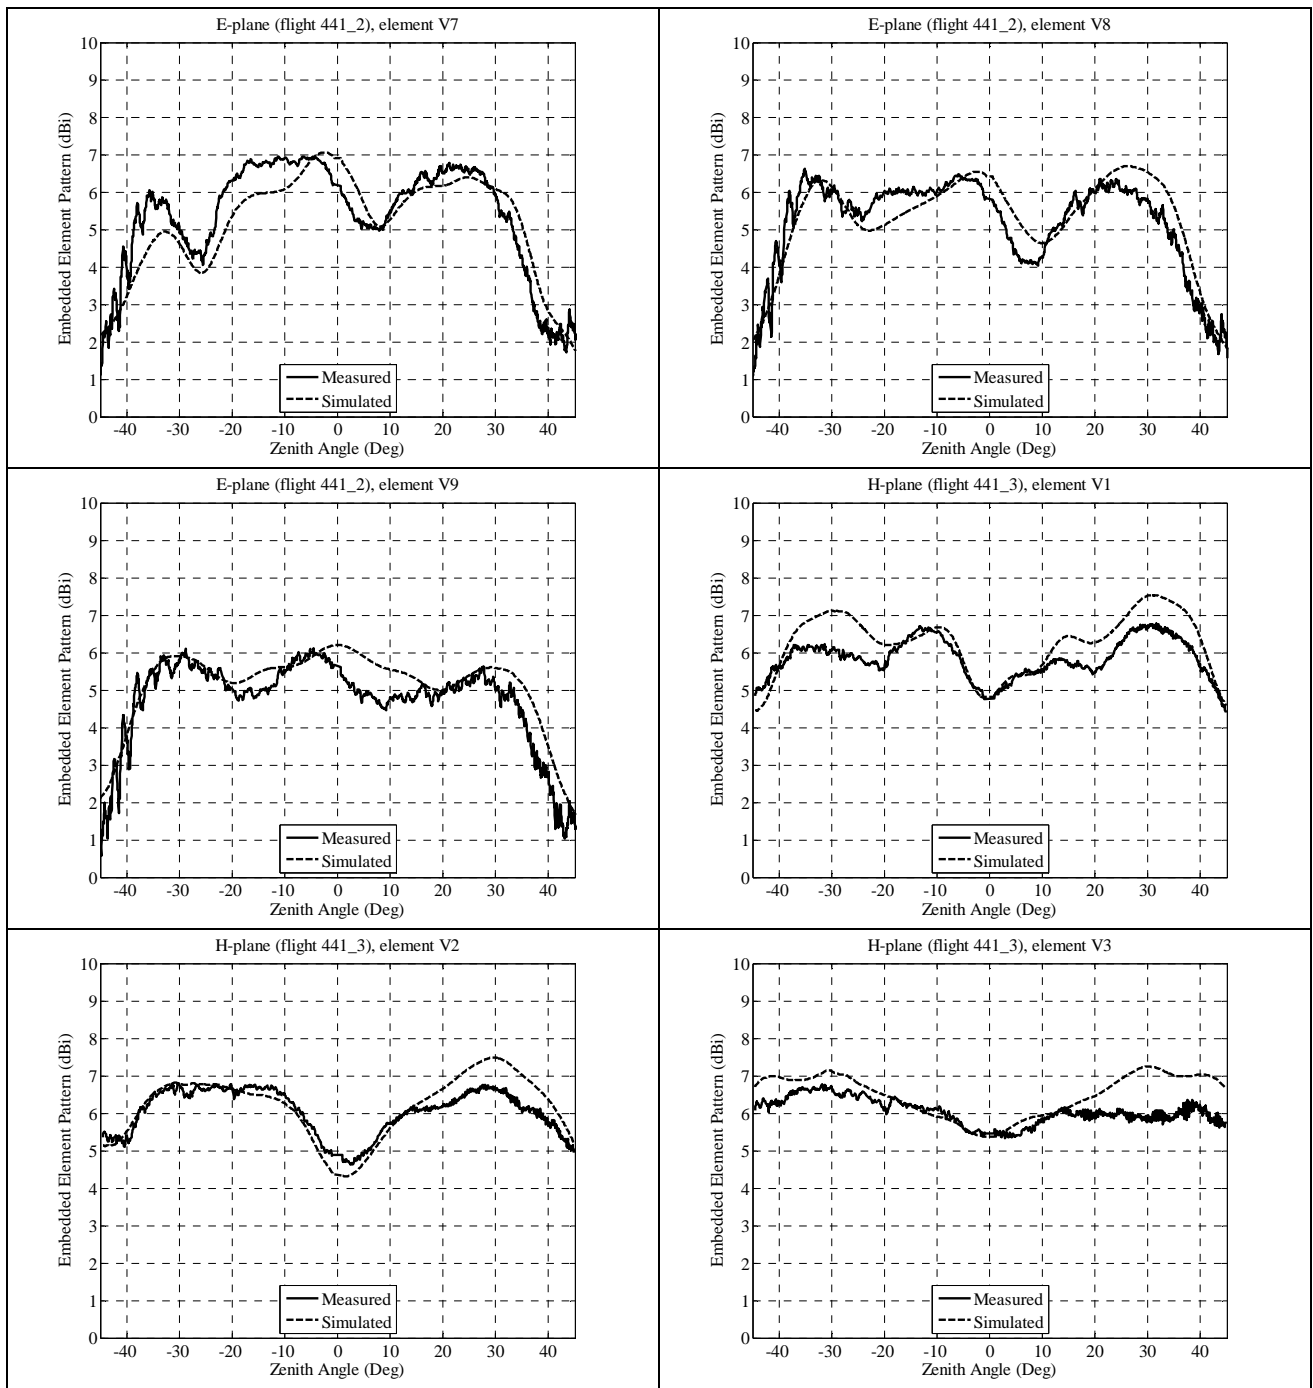 E-plane (flight 441_2), element V7
10
9
8
7
6
5
4
3
2
1
0
Embedded Element Pattern (dBi)
Measured
Simulated
-40 -30 -20 -10 0 10 20 30 40
Zenith Angle (Deg)
E-plane (flight 441_2), element V8
10
9
8
7
6
5
4
3
2
1
0
Embedded Element Pattern (dBi)
Measured
Simulated
-40 -30 -20 -10 0 10 20 30 40
Zenith Angle (Deg)
E-plane (flight 441_2), element V9
10
9
8
7
6
5
4
3
2
1
0
Embedded Element Pattern (dBi)
Measured
Simulated
-40 -30 -20 -10 0 10 20 30 40
Zenith Angle (Deg)
H-plane (flight 441_3), element V1
10
9
8
7
6
5
4
3
2
1
0
Embedded Element Pattern (dBi)
Measured
Simulated
-40 -30 -20 -10 0 10 20 30 40
Zenith Angle (Deg)
H-plane (flight 441_3), element V2
10
9
8
7
6
5
4
3
2
1
0
Embedded Element Pattern (dBi)
Measured
Simulated
-40 -30 -20 -10 0 10 20 30 40
Zenith Angle (Deg)
H-plane (flight 441_3), element V3
10
9
8
7
6
5
4
3
2
1
0
Embedded Element Pattern (dBi)
Measured
Simulated
-40 -30 -20 -10 0 10 20 30 40
Zenith Angle (Deg)